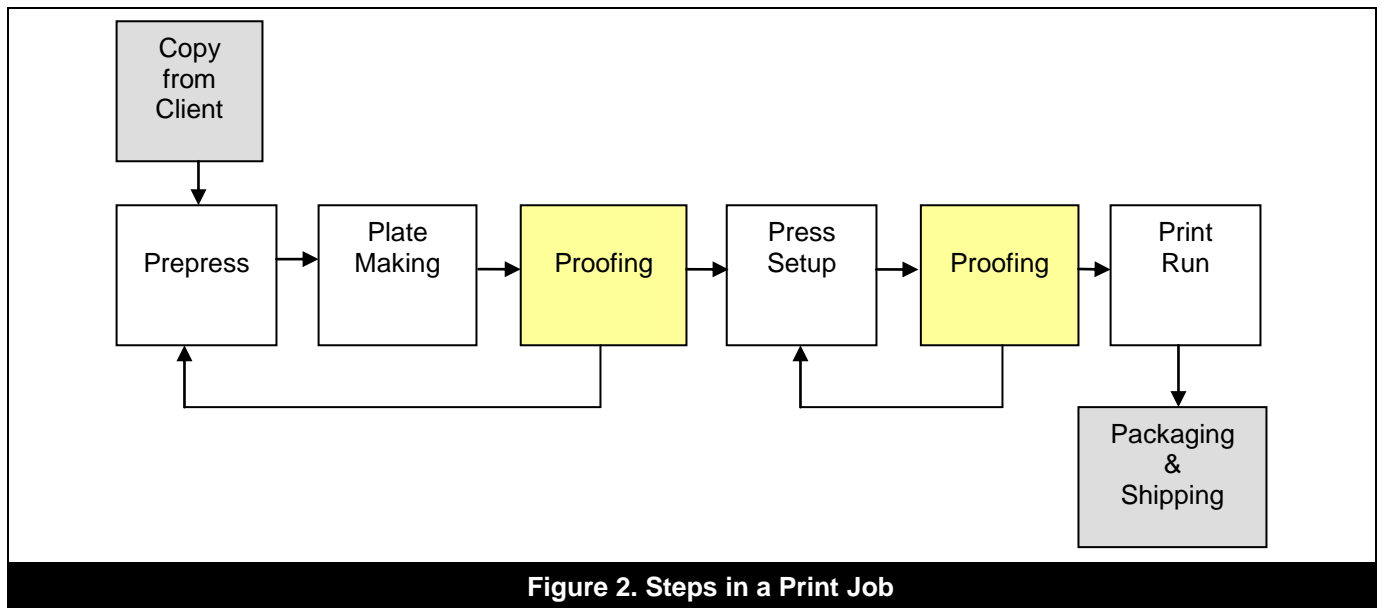 Copy
from
Client
Prepress
Plate
Making
Proofing
Press
Setup
Proofing
Print
Run
Packaging
&
Shipping
Figure 2. Steps in a Print Job